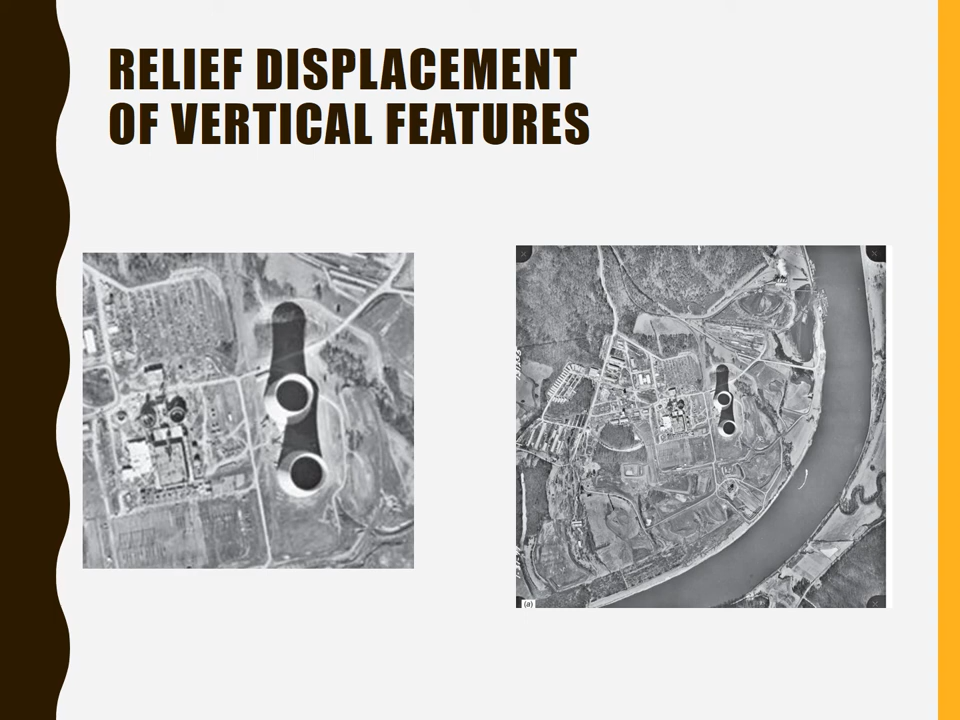 RELIEF DISPLACEMENT
OF VERTICAL FEATURES
(a)